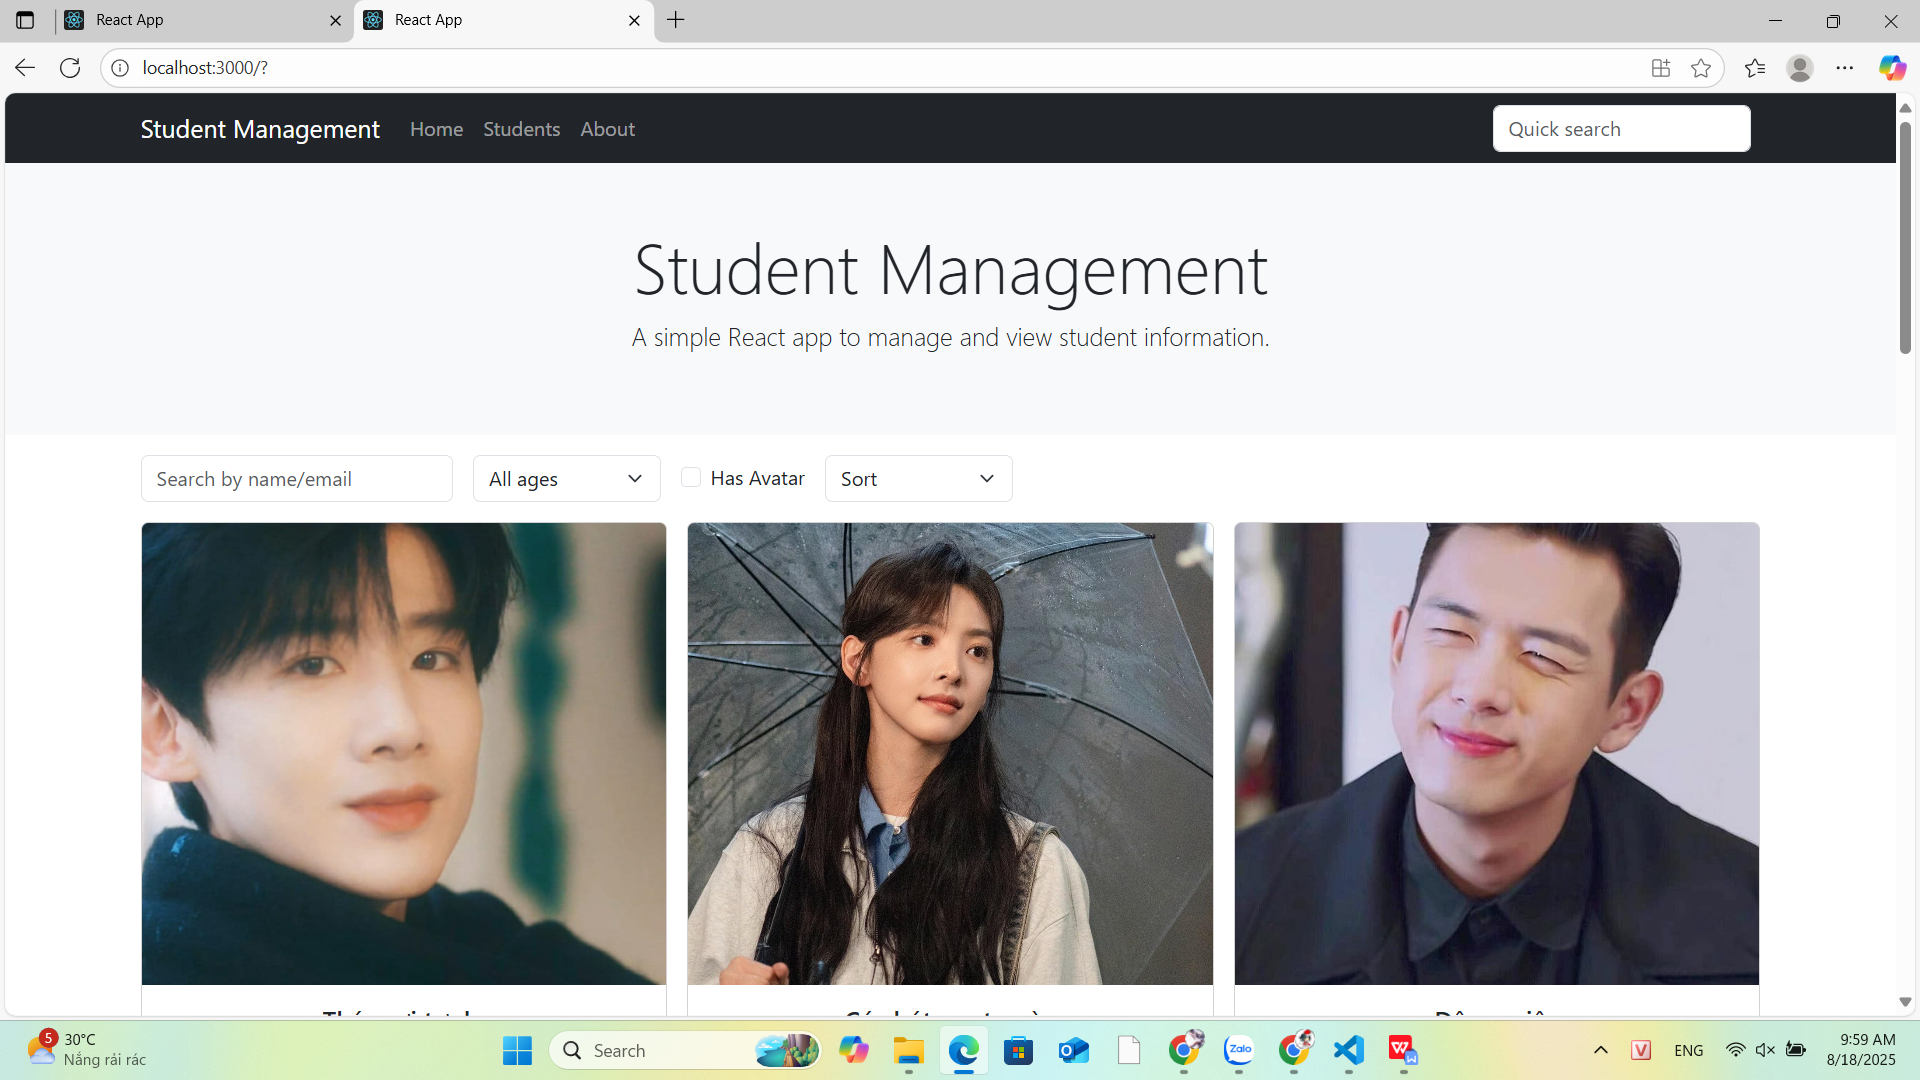 React App
React App
localhost:3000/?
Student Management
Home
Students
About
Quick search
Student Management
A simple React app to manage and view student information.
Search by name/email
All ages
Has Avatar
Sort
5
30°C
Nắng rải rác
Search
Zalo
ENG
9:59 AM
8/18/2025